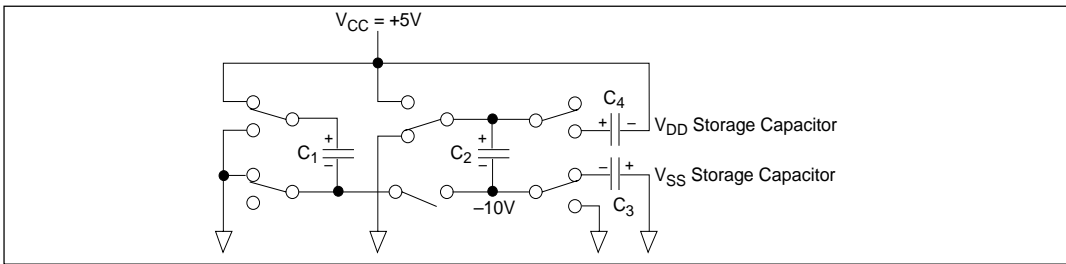 V_CC = +5V
C_4
+ −
V_DD Storage Capacitor
+
C_1
−
+
C_2
−
− +
V_SS Storage Capacitor
C_3
−10V